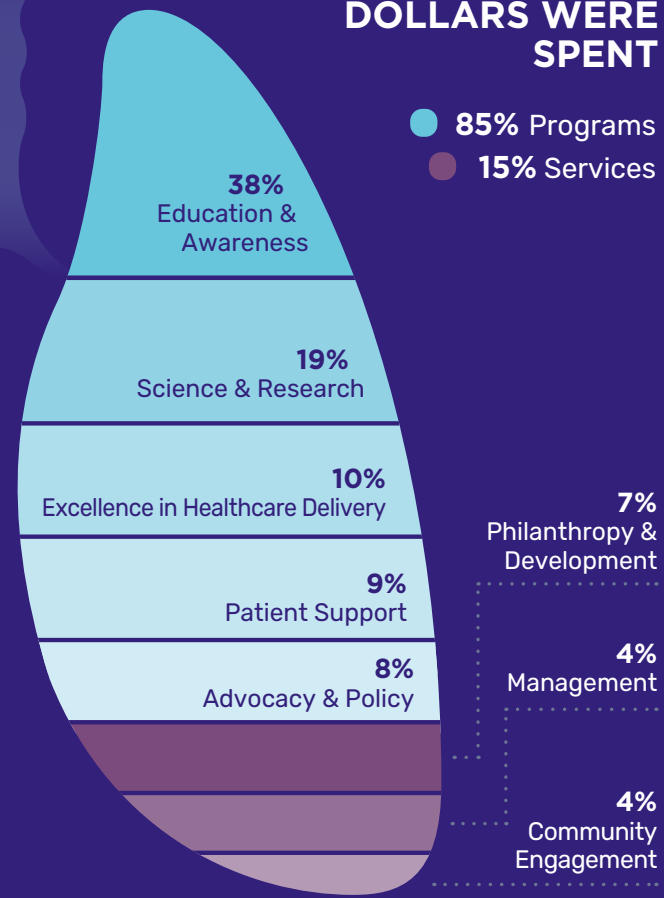 DOLLARS WERE
SPENT
85% Programs
15% Services
38%
Education &
Awareness
19%
Science & Research
10%
Excellence in Healthcare Delivery
9%
Patient Support
8%
Advocacy & Policy
7%
Philanthropy &
Development
4%
Management
4%
Community
Engagement